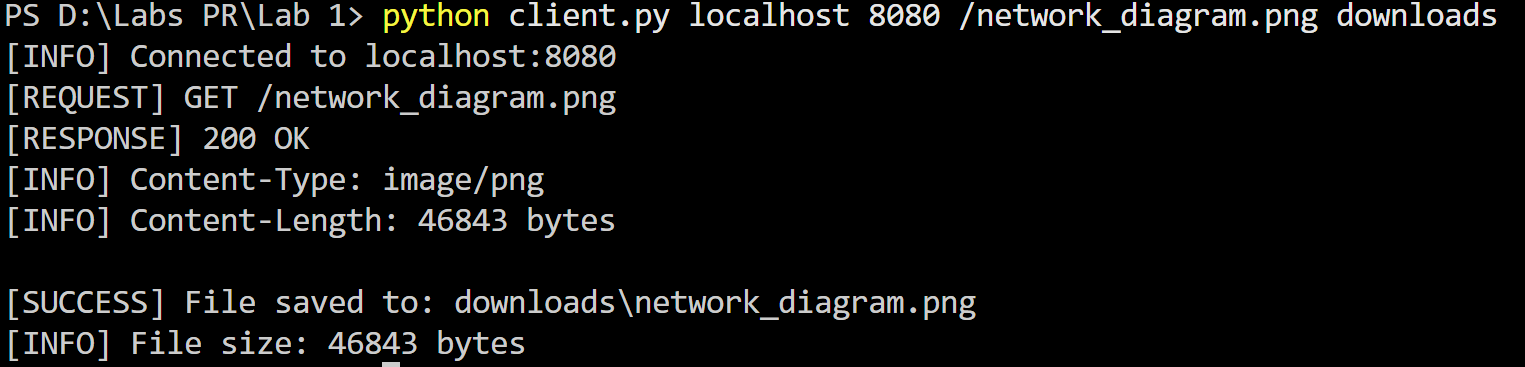 PS D:\Labs PR\Lab 1> python client.py localhost 8080 /network_diagram.png downloads
[INFO] Connected to localhost:8080
[REQUEST] GET /network_diagram.png
[RESPONSE] 200 OK
[INFO] Content-Type: image/png
[INFO] Content-Length: 46843 bytes

[SUCCESS] File saved to: downloads\network_diagram.png
[INFO] File size: 46843 bytes